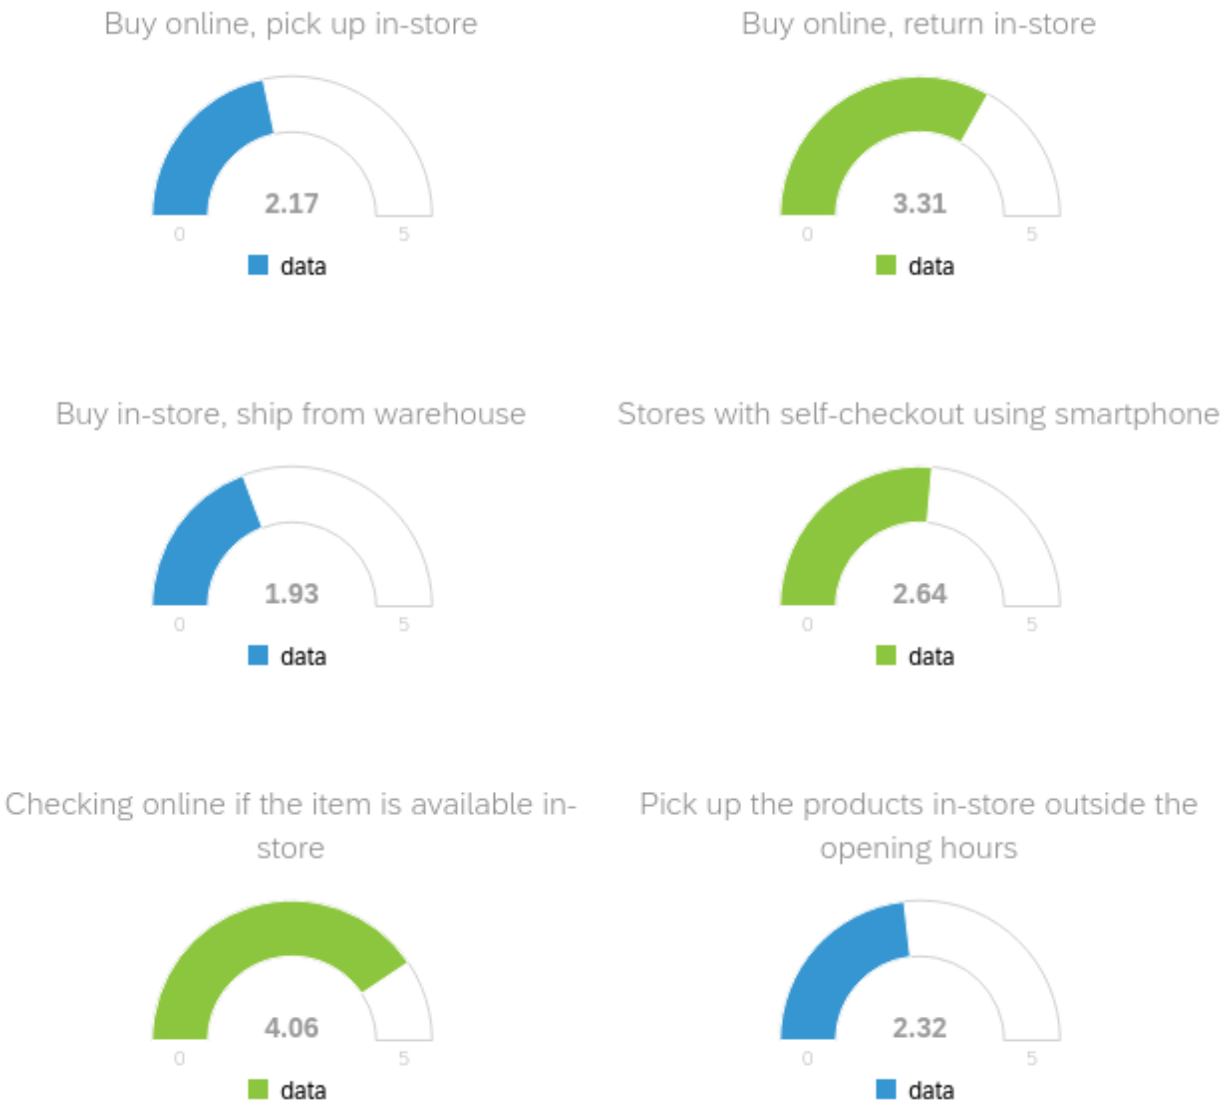 Buy online, pick up in-store
2.17
0 5
data
Buy online, return in-store
3.31
0 5
data
Buy in-store, ship from warehouse
1.93
0 5
data
Stores with self-checkout using smartphone
2.64
0 5
data
Checking online if the item is available in-
store
4.06
0 5
data
Pick up the products in-store outside the
opening hours
2.32
0 5
data